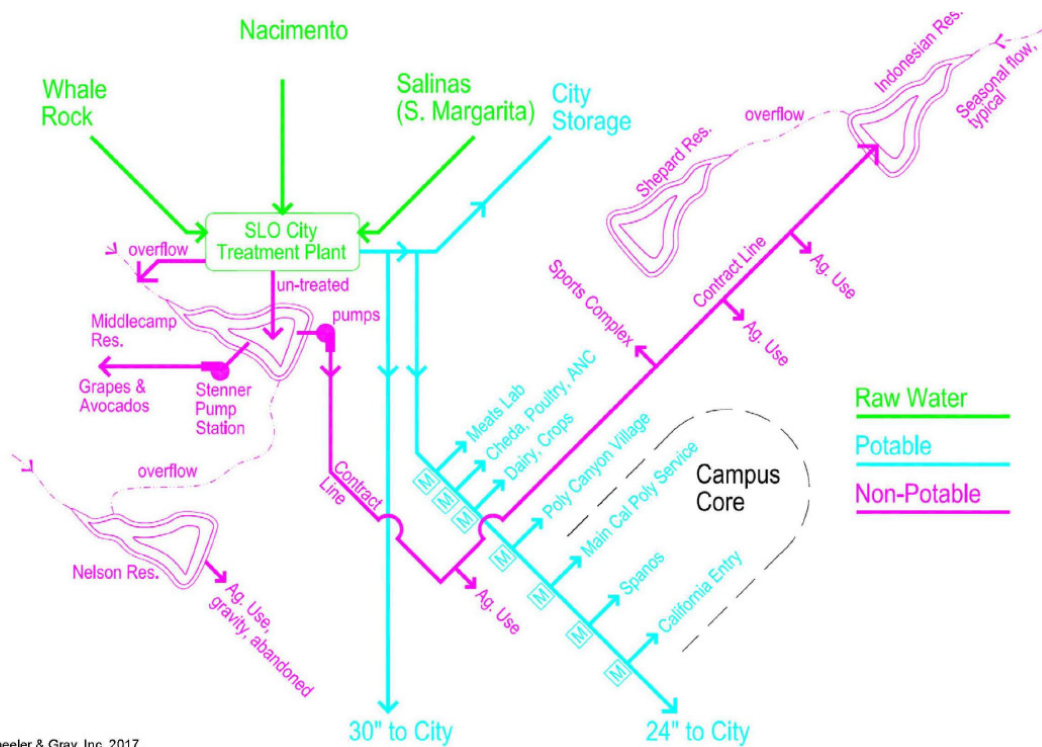 Nacimento
Whale
Rock
Salinas
(S. Margarita)
City
Storage
Indonesian Res.
Seasonal flow,
typical
overflow
Shepard Res.
SLO City
Treatment Plant
overflow
un-treated
Middlecamp
Res.
pumps
Grapes &
Avocados
Stenner
Pump
Station
Contract Line
Ag. Use
Ag. Use
Sports Complex
Meats Lab
Cheda, Poultry, ANC
Dairy, Crops
Poly Canyon Village
Main Cal Poly Service
Spanos
California Entry
M
M
M
M
M
M
M
Campus
Core
Raw Water
Potable
Non-Potable
overflow
Contract
Line
Nelson Res.
Ag. Use,
gravity, abandoned
Ag. Use
30" to City
24" to City
eeler & Gray, Inc. 2017